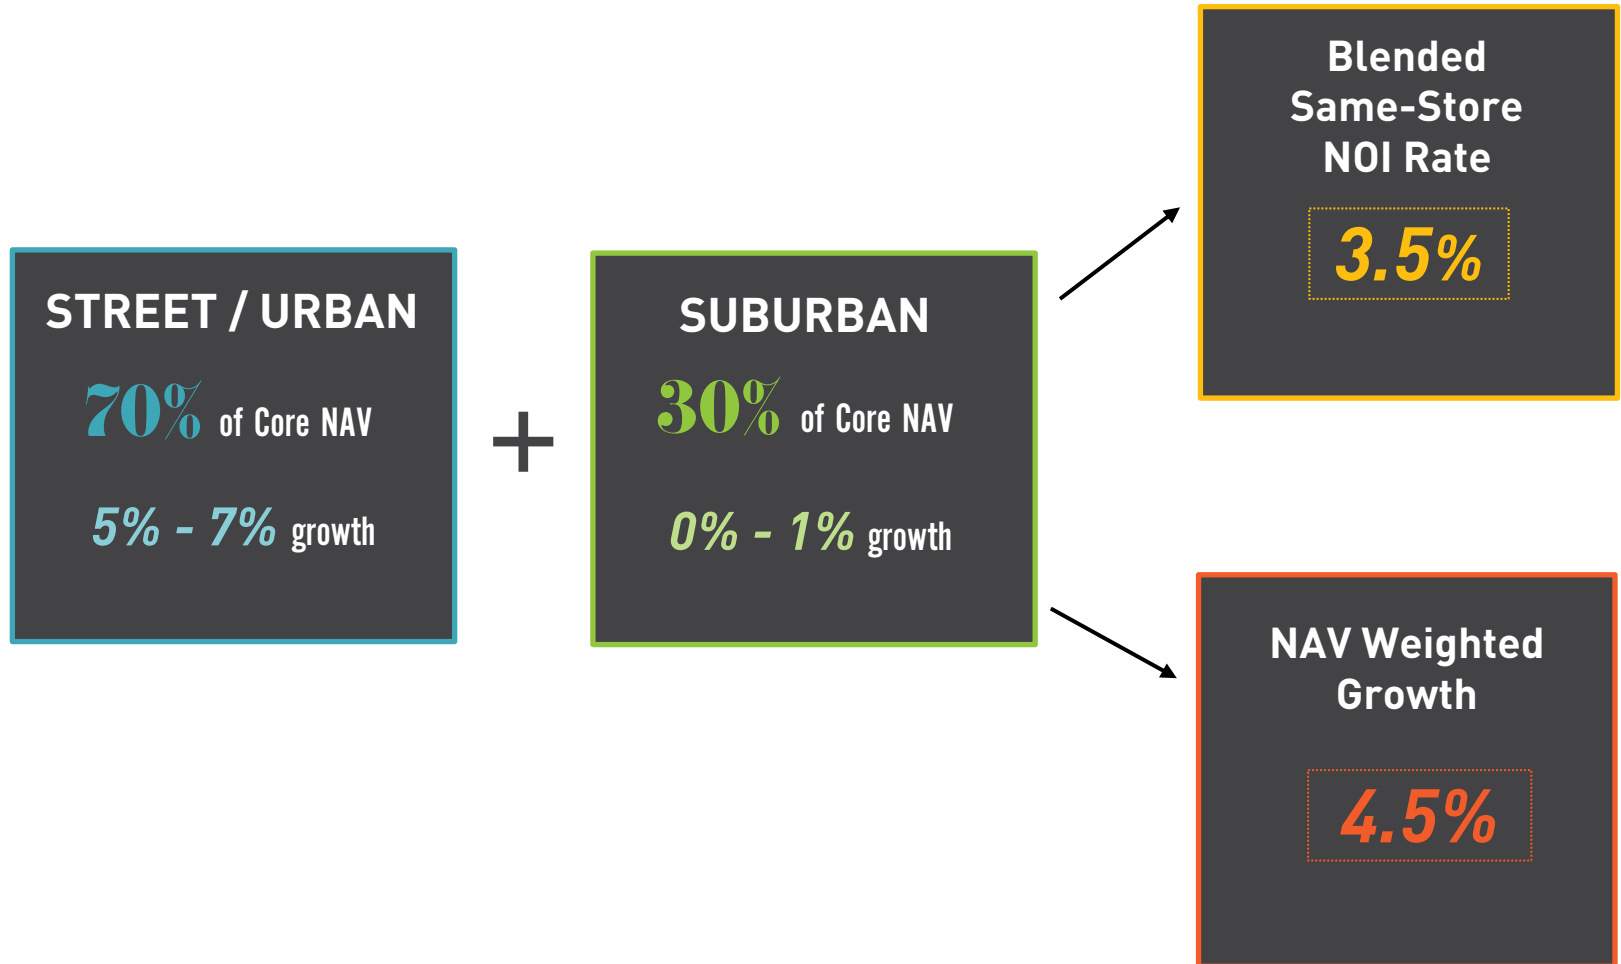 STREET / URBAN
70% of Core NAV
5% - 7% growth
+
SUBURBAN
30% of Core NAV
0% - 1% growth
Blended
Same-Store
NOI Rate
3.5%
NAV Weighted
Growth
4.5%